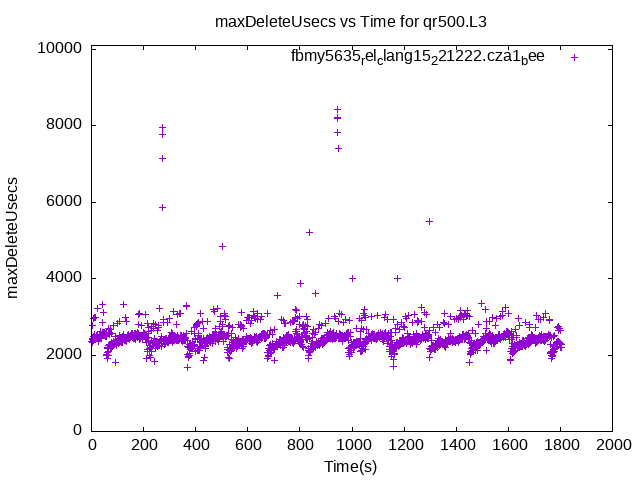 maxDeleteUsecs vs Time for qr500.L3
fbmy5635relclang15221222.cza1bee
10000
8000
6000
4000
2000
0
maxDeleteUsecs
0 200 400 600 800 1000 1200 1400 1600 1800 2000
Time(s)